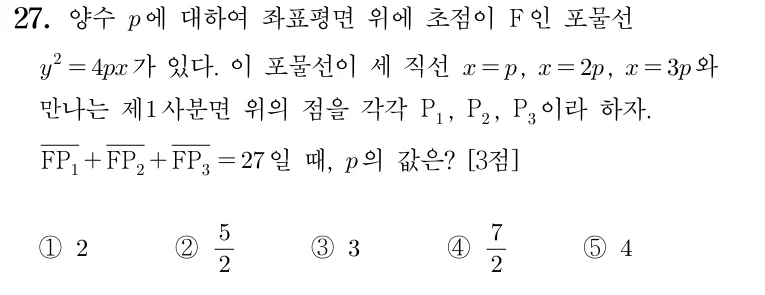 27. 양수 p에 대하여 좌표평면 위에 초점이 F인 포물선
y² = 4px가 있다. 이 포물선이 세 직선 x = p, x = 2p, x = 3p와
만나는 제1사분면 위의 점을 각각 P₁, P₂, P₃이라 하자.
F̅P̅₁ + F̅P̅₂ + F̅P̅₃ = 27일 때, p의 값은? [3점]
① 2 ② 5/2 ③ 3 ④ 7/2 ⑤ 4